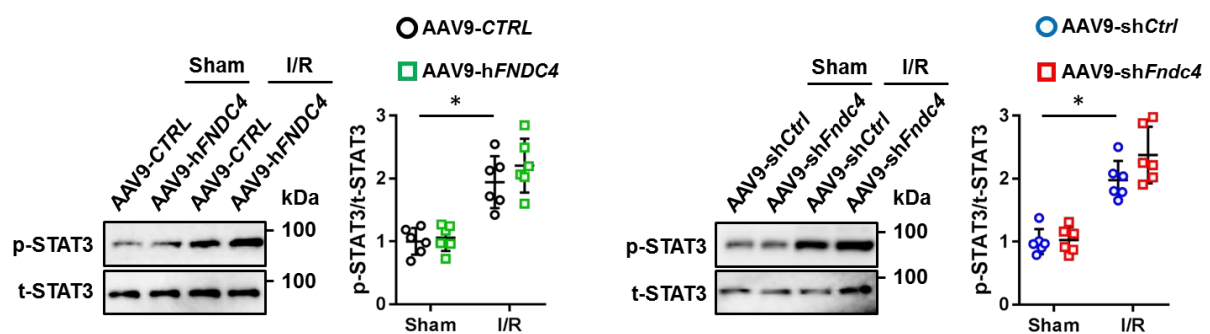 AAV9-CTRL
AAV9-hFNDC4
Sham I/R
AAV9-CTRL
AAV9-hFNDC4
AAV9-CTRL
AAV9-hFNDC4
kDa
p-STAT3
100
t-STAT3
100
*
p-STAT3/t-STAT3
3
2
1
0
Sham I/R
AAV9-shCtrl
AAV9-shFndc4
Sham I/R
AAV9-shCtrl
AAV9-shFndc4
AAV9-shCtrl
AAV9-shFndc4
kDa
p-STAT3
100
t-STAT3
100
*
p-STAT3/t-STAT3
3
2
1
0
Sham I/R